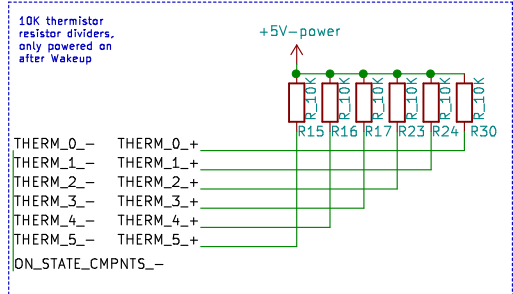 10K thermistor
resistor dividers,
only powered on
after Wakeup
+5V-power
R_10K R_10K R_10K R_10K R_10K R_10K
R15 R16 R17 R23 R24 R30
THERM_0_- THERM_0_+
THERM_1_- THERM_1_+
THERM_2_- THERM_2_+
THERM_3_- THERM_3_+
THERM_4_- THERM_4_+
THERM_5_- THERM_5_+
ON_STATE_CMPNTS_-